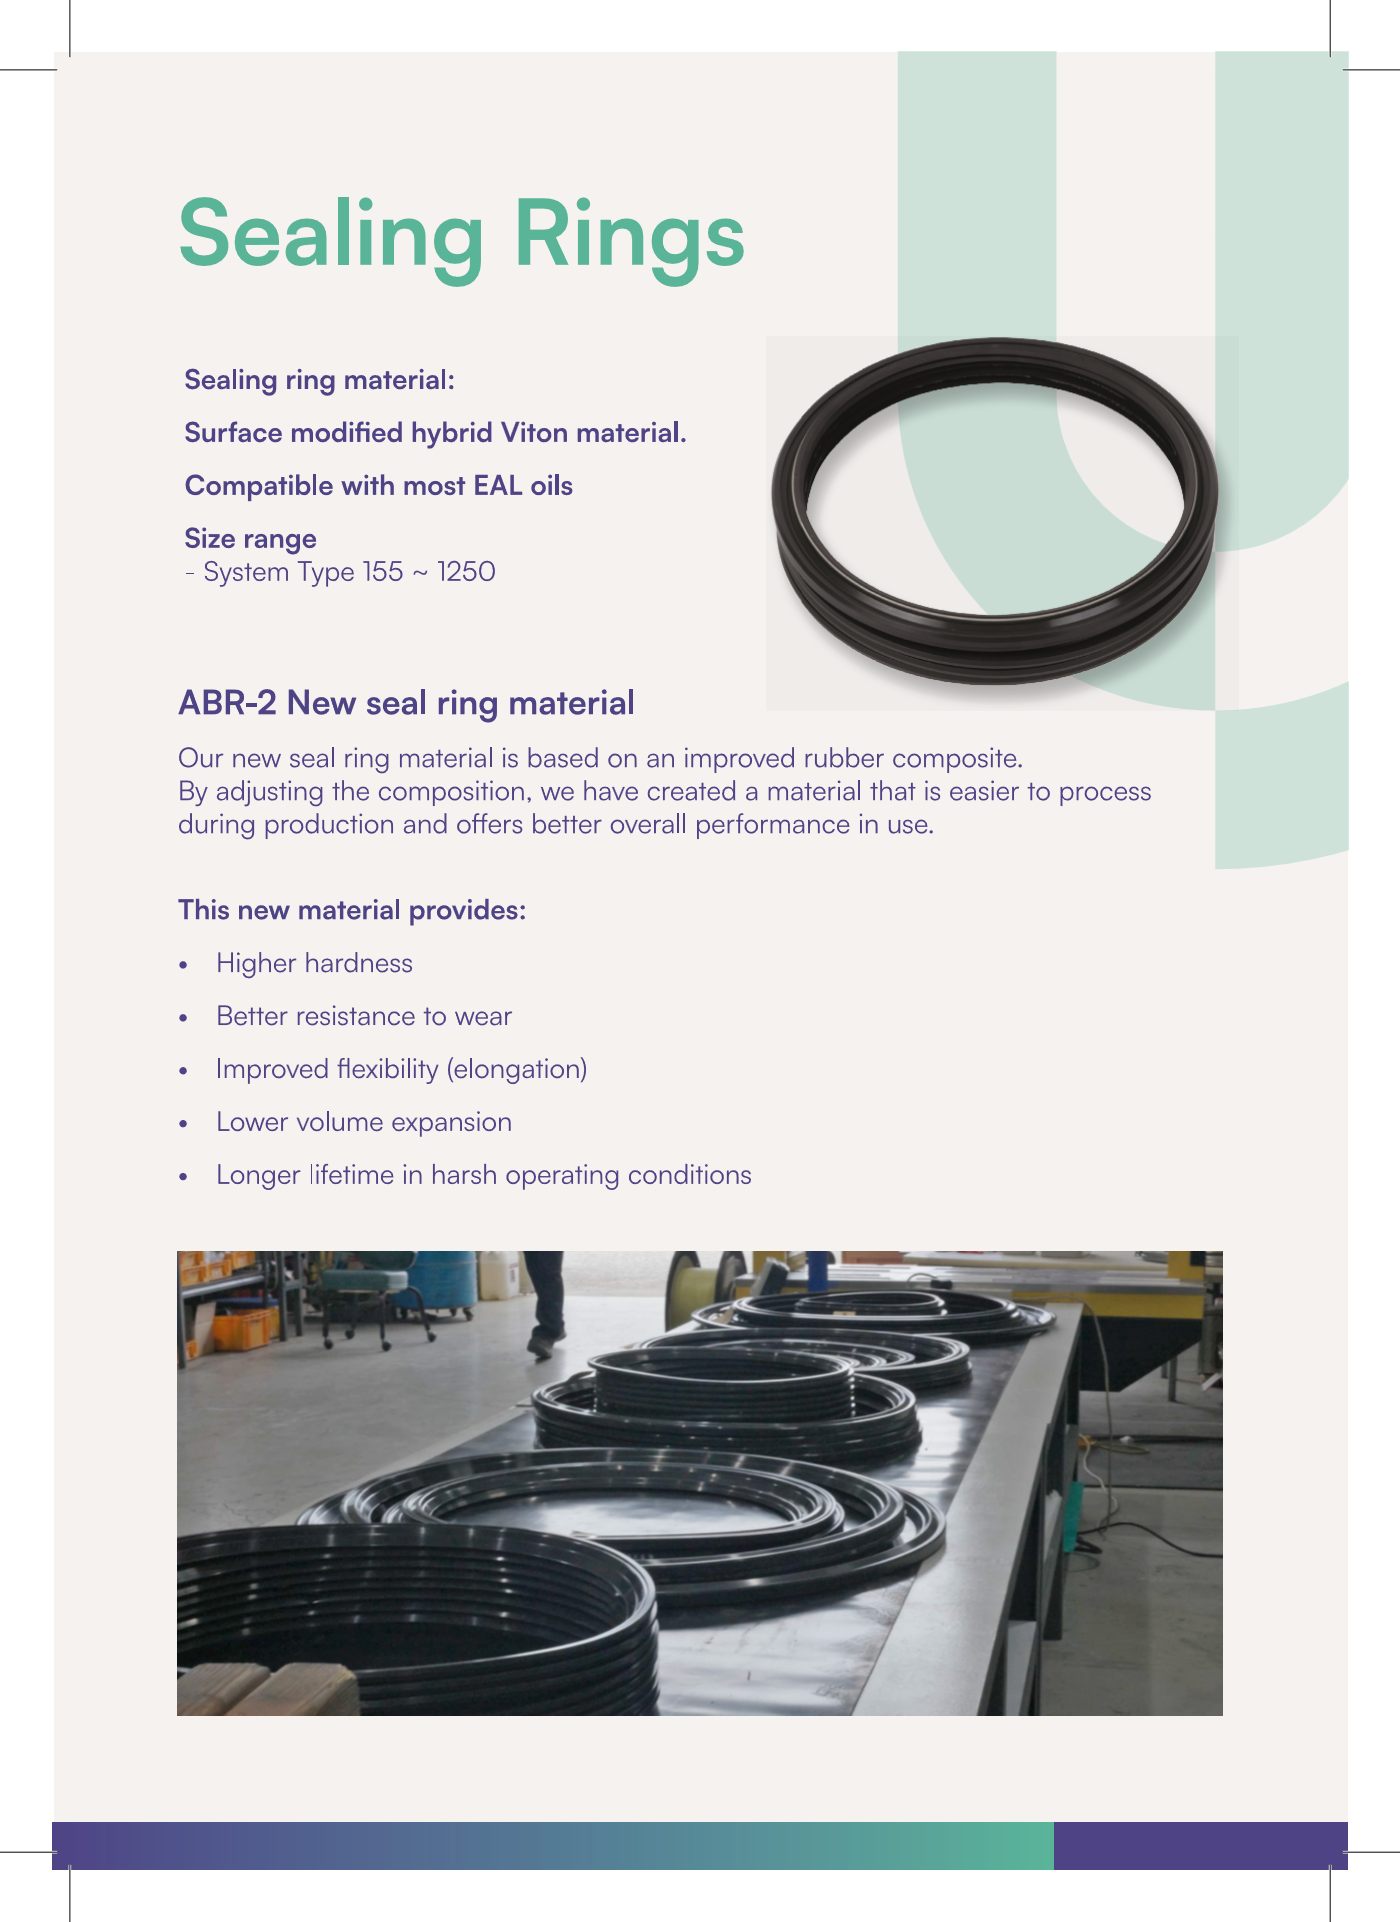 Sealing Rings
Sealing ring material:
Surface modified hybrid Viton material.
Compatible with most EAL oils
Size range
- System Type 155 ~ 1250
ABR-2 New seal ring material
Our new seal ring material is based on an improved rubber composite.
By adjusting the composition, we have created a material that is easier to process
during production and offers better overall performance in use.
This new material provides:
• Higher hardness
• Better resistance to wear
• Improved flexibility (elongation)
• Lower volume expansion
• Longer lifetime in harsh operating conditions